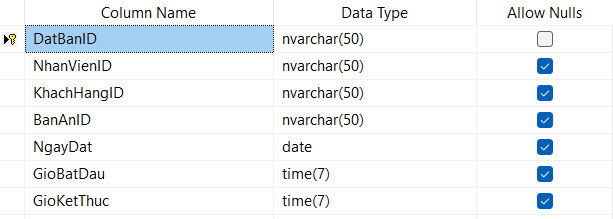 Column Name Data Type Allow Nulls
DatBanID nvarchar(50)
NhanVienID nvarchar(50)
KhachHangID nvarchar(50)
BanAnID nvarchar(50)
NgayDat date
GioBatDau time(7)
GioKetThuc time(7)